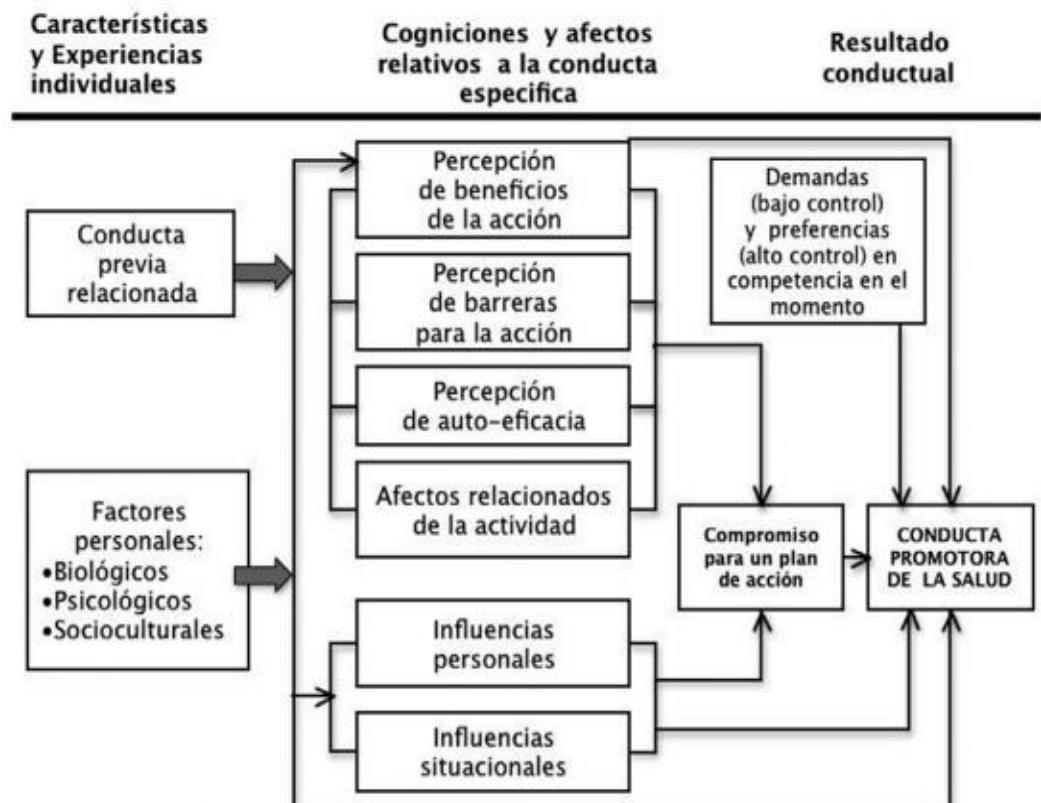 Características
y Experiencias
individuales
Cogniciones y afectos
relativos a la conducta
especifica
Resultado
conductual
Conducta
previa
relacionada
Factores
personales:
•Biológicos
•Psicológicos
•Socioculturales
Percepción
de beneficios
de la acción
Percepción
de barreras
para la acción
Percepción
de auto-eficacia
Afectos relacionados
de la actividad
Influencias
personales
Influencias
situacionales
Demandas
(bajo control)
y preferencias
(alto control) en
competencia en el
momento
Compromiso
para un plan
de acción
CONDUCTA
PROMOTORA
DE LA SALUD